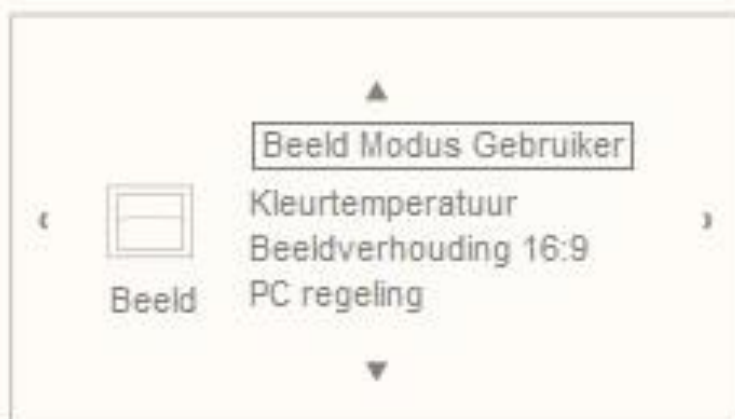 Beeld Modus Gebruiker
Kleurtemperatuur
Beeldverhouding 16:9
PC regeling
Beeld